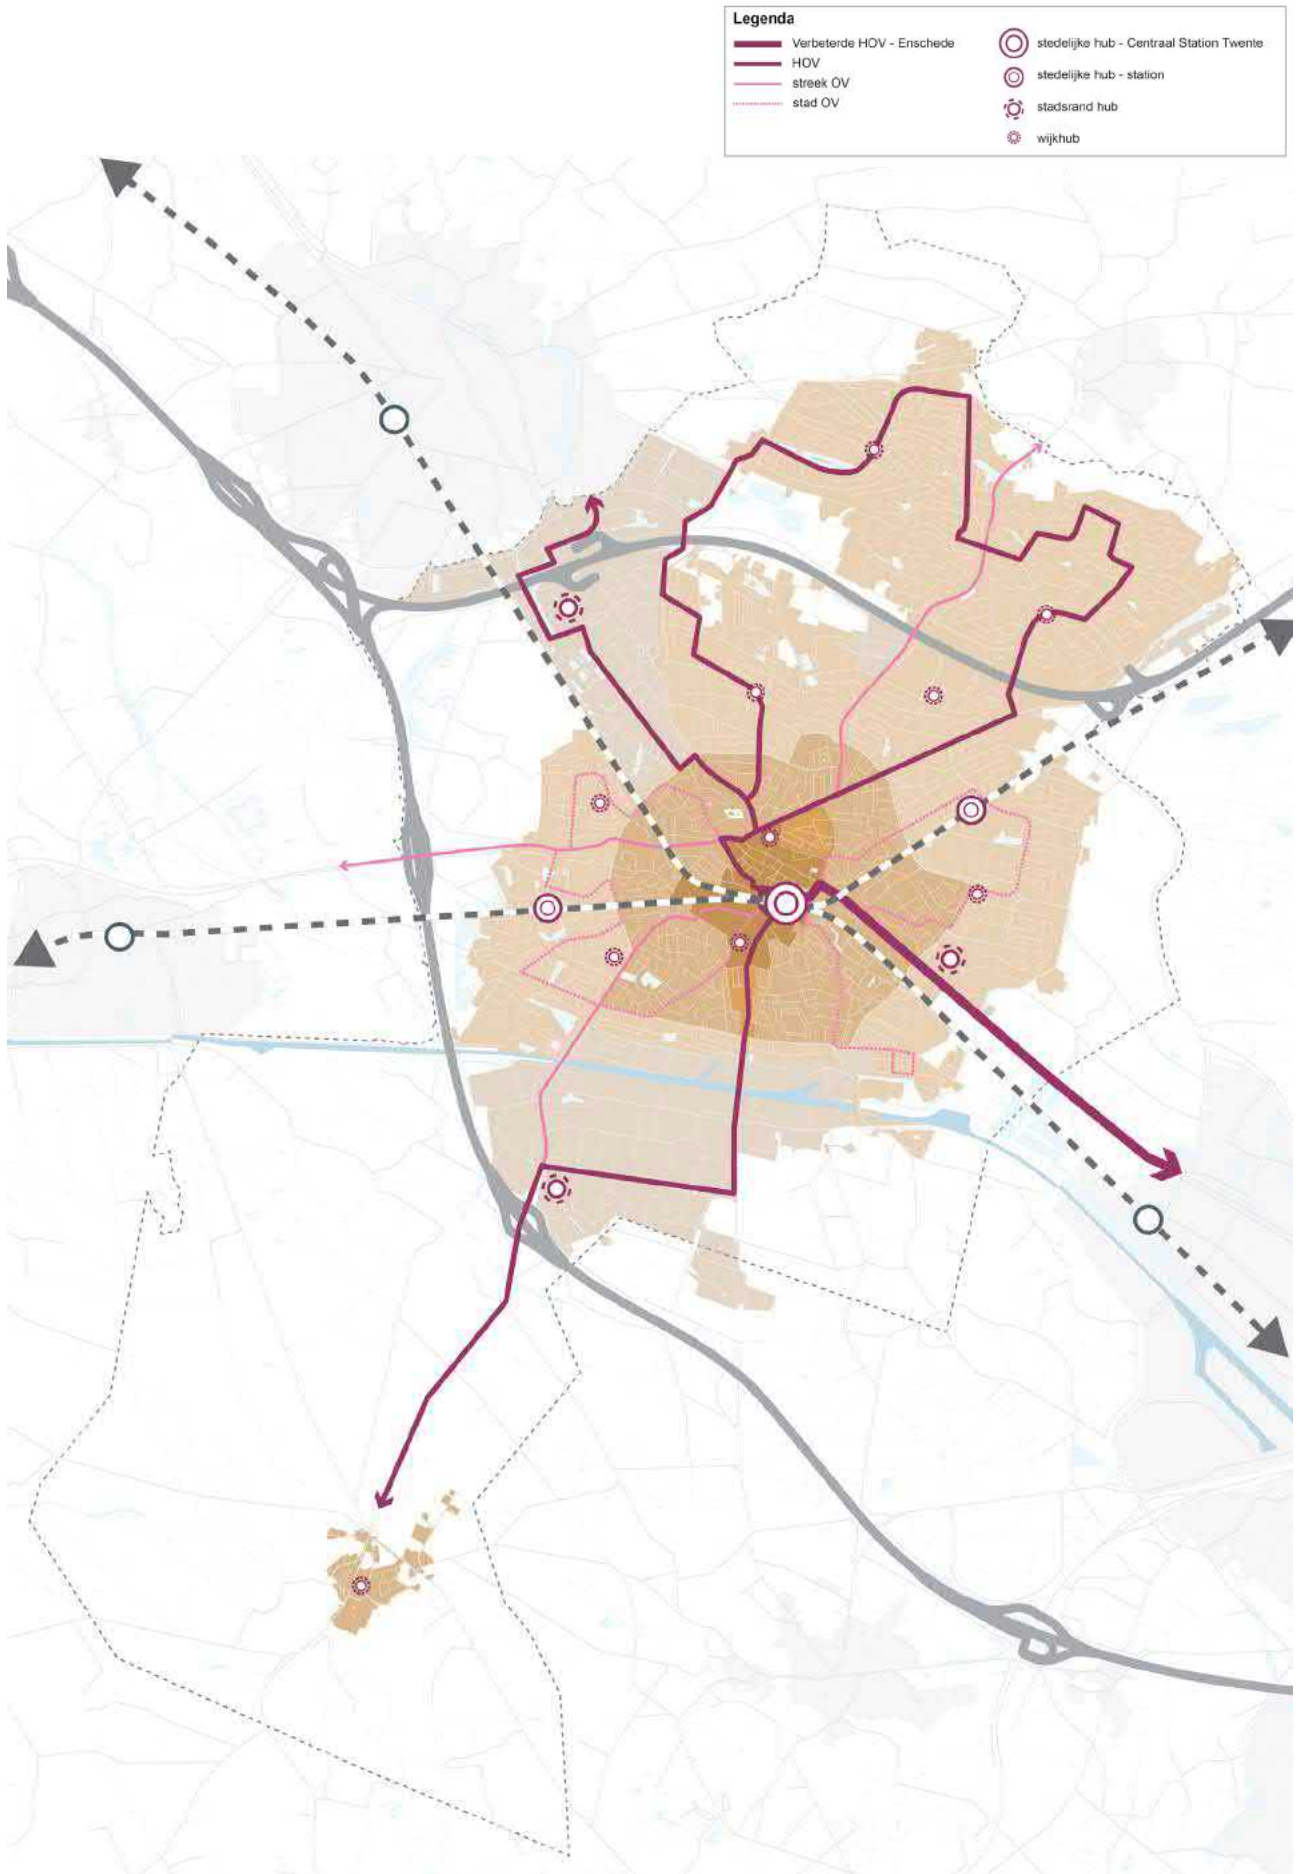 Legenda
Verbeterde HOV - Enschede
HOV
streek OV
stad OV
stedelijke hub - Centraal Station Twente
stedelijke hub - station
stadsrand hub
wijkhub